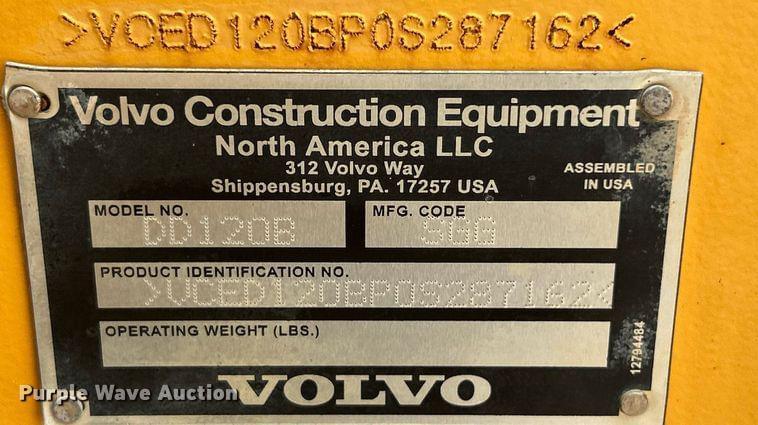 >VCED120BP0S287162<
Volvo Construction Equipment
North America LLC
312 Volvo Way
Shippensburg, PA. 17257 USA
ASSEMBLED
IN USA
MODEL NO.
DD120B
MFG. CODE
SGB
PRODUCT IDENTIFICATION NO.
>VCED120BP0S287162<
OPERATING WEIGHT (LBS.)
12794484
VOLVO
Purple Wave Auction